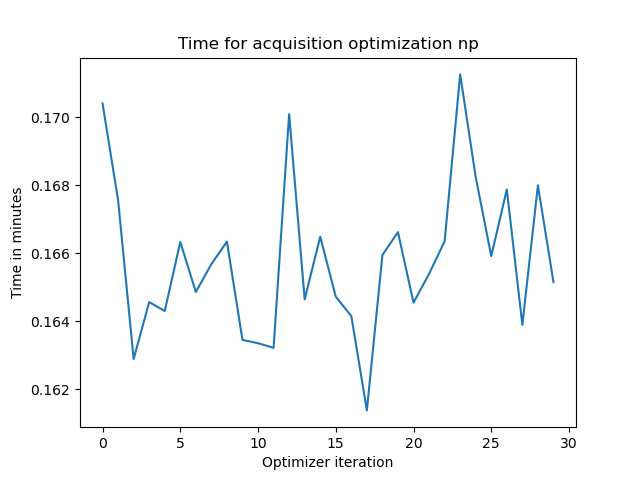 Time for acquisition optimization np
0.170
0.168
0.166
0.164
0.162
Time in minutes
0 5 10 15 20 25 30
Optimizer iteration